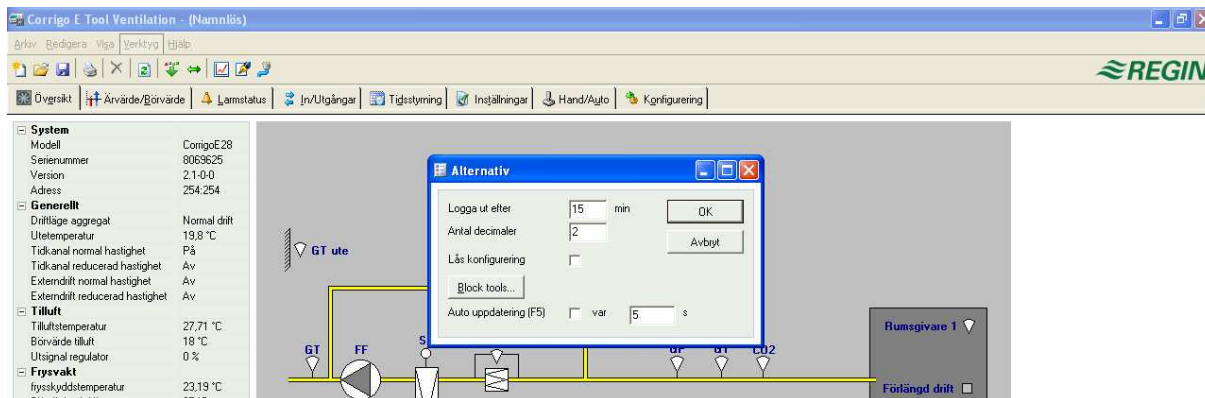 Corrigo E Tool Ventilation - (Namnlös)
Arkiv Redigera Visa Verktyg Hjälp
REGIN
Översikt Ärvärde/Börvärde Larmstatus In/Utgångar Tidsstyrning Inställningar Hand/Auto Konfigurering
System
Modell CorrigoE28
Serienummer 8069625
Version 2.1-0-0
Adress 254:254
Generellt
Driftläge aggregat Normal drift
Utetemperatur 19,8 °C
Tidkanal normal hastighet På
Tidkanal reducerad hastighet Av
Externdrift normal hastighet Av
Externdrift reducerad hastighet Av
Tilluft
Tilluftstemperatur 27,71 °C
Börvärde tilluft 18 °C
Utsignal regulator 0 %
Frysvakt
frysskyddstemperatur 23,19 °C
GT ute
Alternativ
Logga ut efter 15 min
OK
Antal decimaler 2
Avbryt
Lås konfigurering
Block tools...
Auto uppdatering (F5) var 5 s
GT FF S GP GT CO2
Rumsgivare 1
Förlängd drift